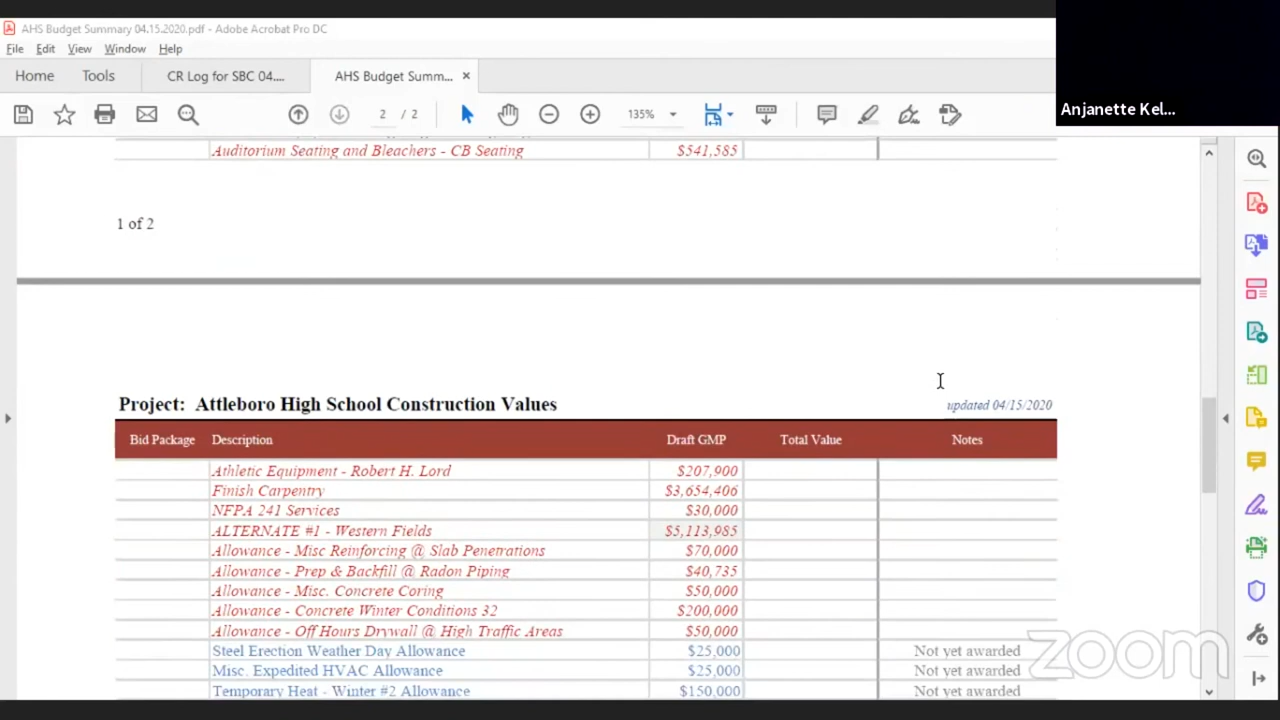 AHS Budget Summary 04.15.2020.pdf - Adobe Acrobat Pro DC
File Edit View Window Help
Home Tools CR Log for SBC 04.... AHS Budget Summ... ×
2 / 2 135%
Anjanette Kel...
Auditorium Seating and Bleachers - CB Seating $541,585
1 of 2
Project: Attleboro High School Construction Values updated 04/15/2020
Bid Package Description Draft GMP Total Value Notes
Athletic Equipment - Robert H. Lord $207,900
Finish Carpentry $3,654,406
NFPA 241 Services $30,000
ALTERNATE #1 - Western Fields $5,113,985
Allowance - Misc Reinforcing @ Slab Penetrations $70,000
Allowance - Prep & Backfill @ Radon Piping $40,735
Allowance - Misc. Concrete Coring $50,000
Allowance - Concrete Winter Conditions 32 $200,000
Allowance - Off Hours Drywall @ High Traffic Areas $50,000
Steel Erection Weather Day Allowance $25,000 Not yet awarded
Misc. Expedited HVAC Allowance $25,000 Not yet awarded
Temporary Heat - Winter #2 Allowance $150,000 Not yet awarded
zoom